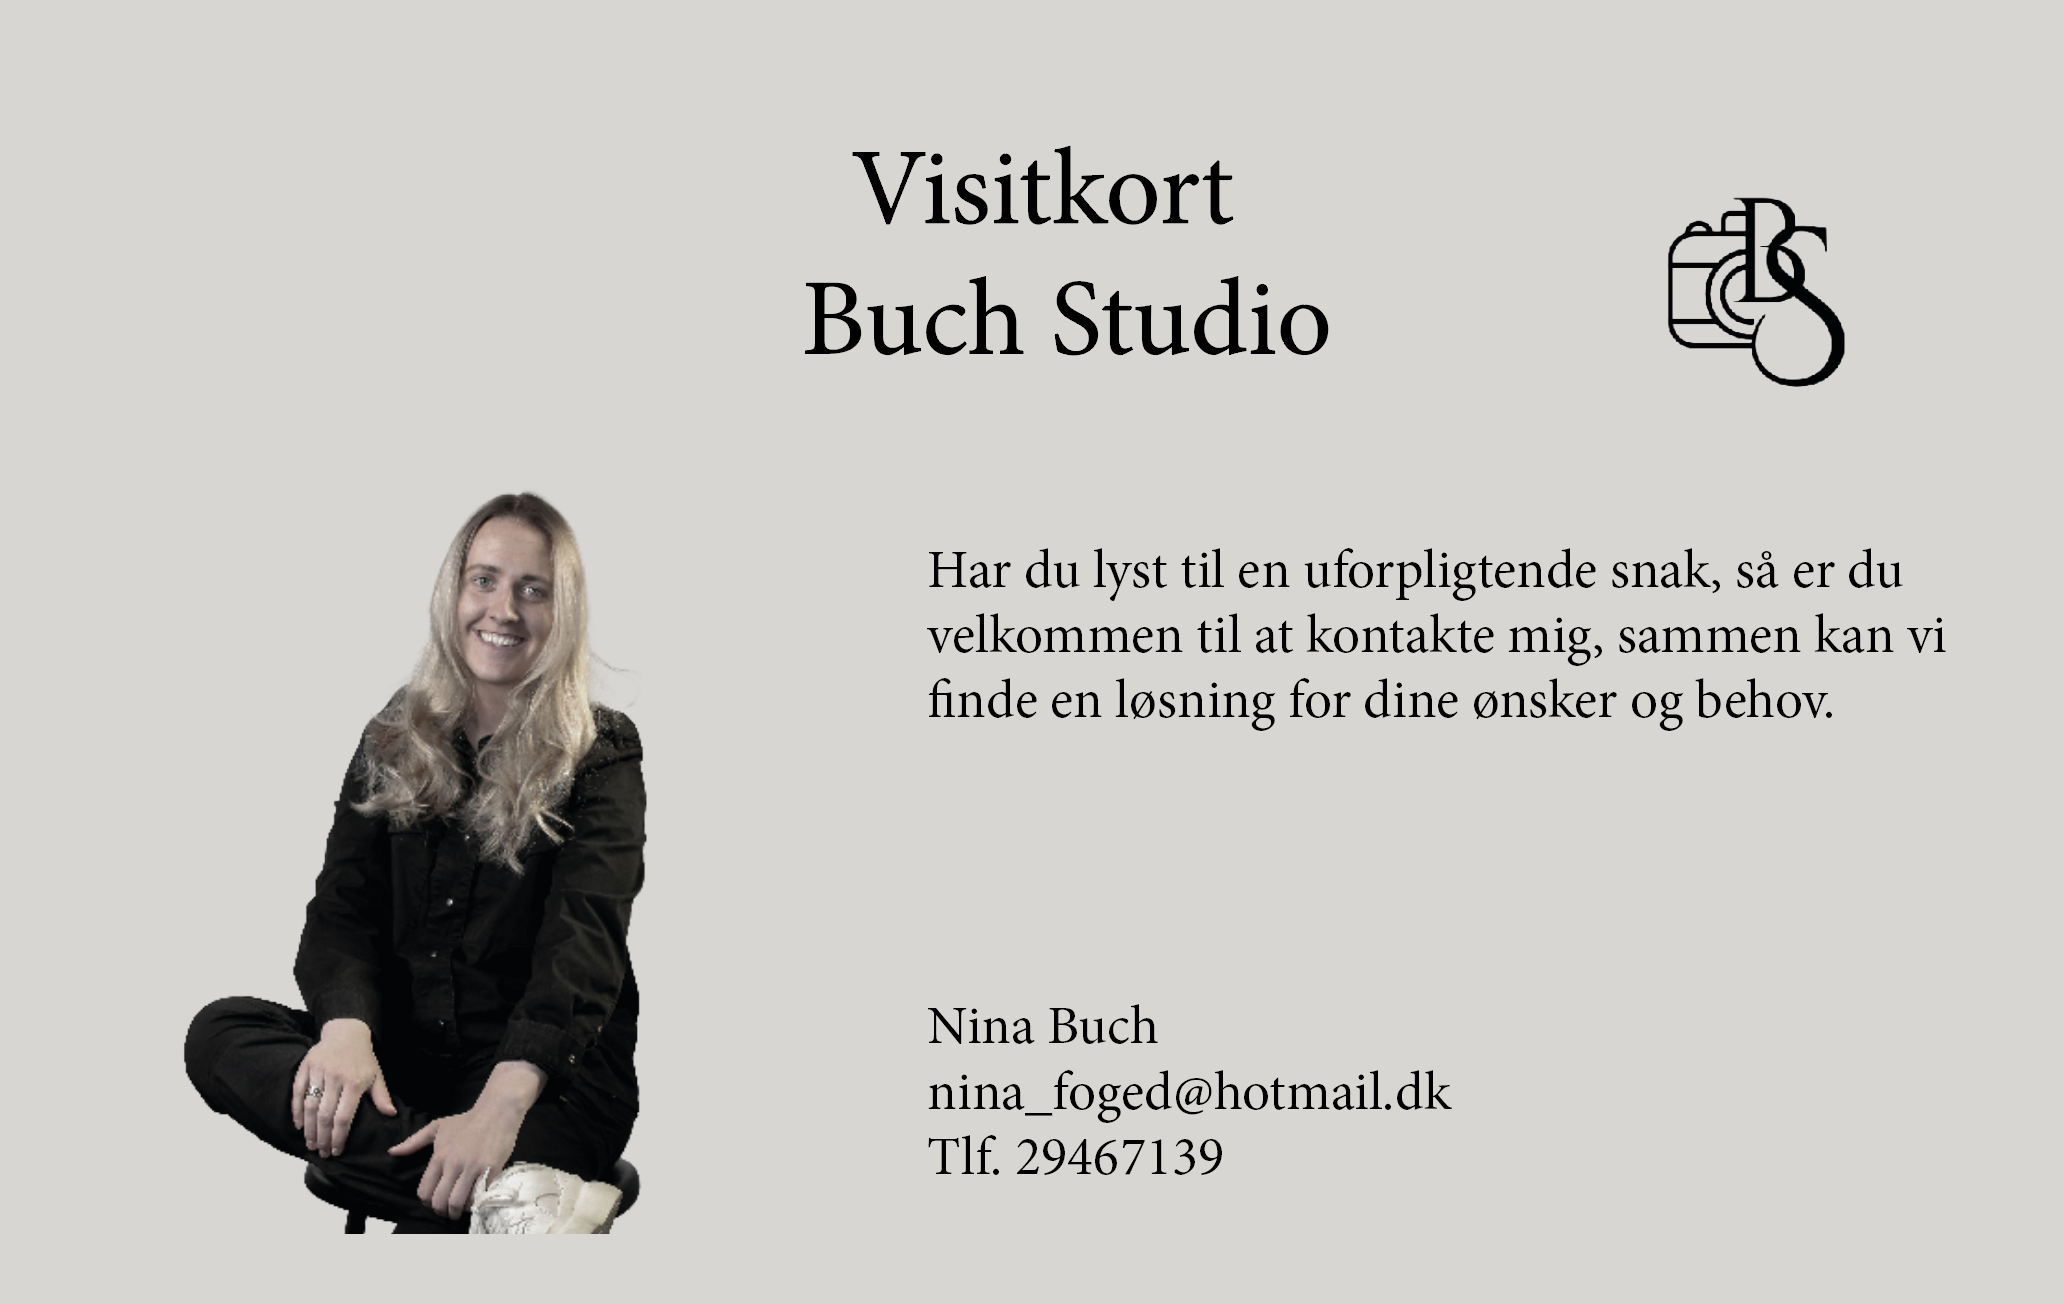 Visitkort
Buch Studio
BS
Har du lyst til en uforpligtende snak, så er du
velkommen til at kontakte mig, sammen kan vi
finde en løsning for dine ønsker og behov.
Nina Buch
nina_foged@hotmail.dk
Tlf. 29467139